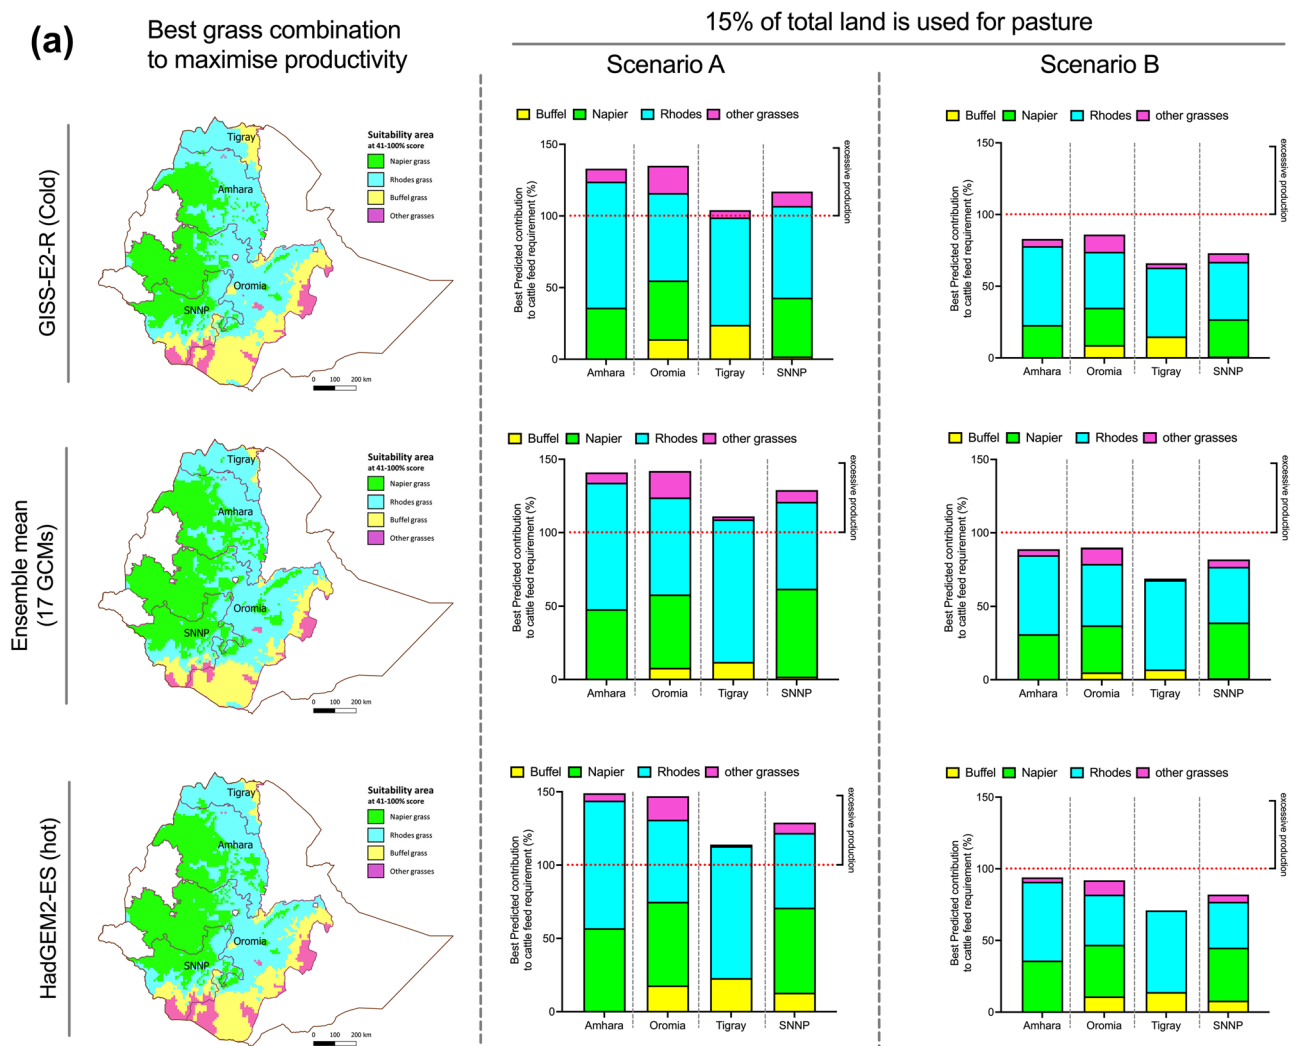 (a)
Best grass combination
to maximise productivity
15% of total land is used for pasture
Scenario A
Scenario B
GISS-E2-R (Cold)
Tigray
Amhara
Oromia
SNNP
Suitability area
at 41-100% score
Napier grass
Rhodes grass
Buffel grass
Other grasses
0 100 200 km
Buffel Napier Rhodes other grasses
Best Predicted contribution
to cattle feed requirement (%)
150
100
50
0
Amhara Oromia Tigray SNNP
excessive production
Buffel Napier Rhodes other grasses
Best Predicted contribution
to cattle feed requirement (%)
150
100
50
0
Amhara Oromia Tigray SNNP
excessive production
Ensemble mean
(17 GCMs)
Tigray
Amhara
Oromia
SNNP
Suitability area
at 41-100% score
Napier grass
Rhodes grass
Buffel grass
Other grasses
0 100 200 km
Buffel Napier Rhodes other grasses
Best Predicted contribution
to cattle feed requirement (%)
150
100
50
0
Amhara Oromia Tigray SNNP
excessive production
Buffel Napier Rhodes other grasses
Best Predicted contribution
to cattle feed requirement (%)
150
100
50
0
Amhara Oromia Tigray SNNP
excessive production
HadGEM2-ES (hot)
Tigray
Amhara
Oromia
SNNP
Suitability area
at 41-100% score
Napier grass
Rhodes grass
Buffel grass
Other grasses
0 100 200 km
Buffel Napier Rhodes other grasses
Best Predicted contribution
to cattle feed requirement (%)
150
100
50
0
Amhara Oromia Tigray SNNP
excessive production
Buffel Napier Rhodes other grasses
Best Predicted contribution
to cattle feed requirement (%)
150
100
50
0
Amhara Oromia Tigray SNNP
excessive production